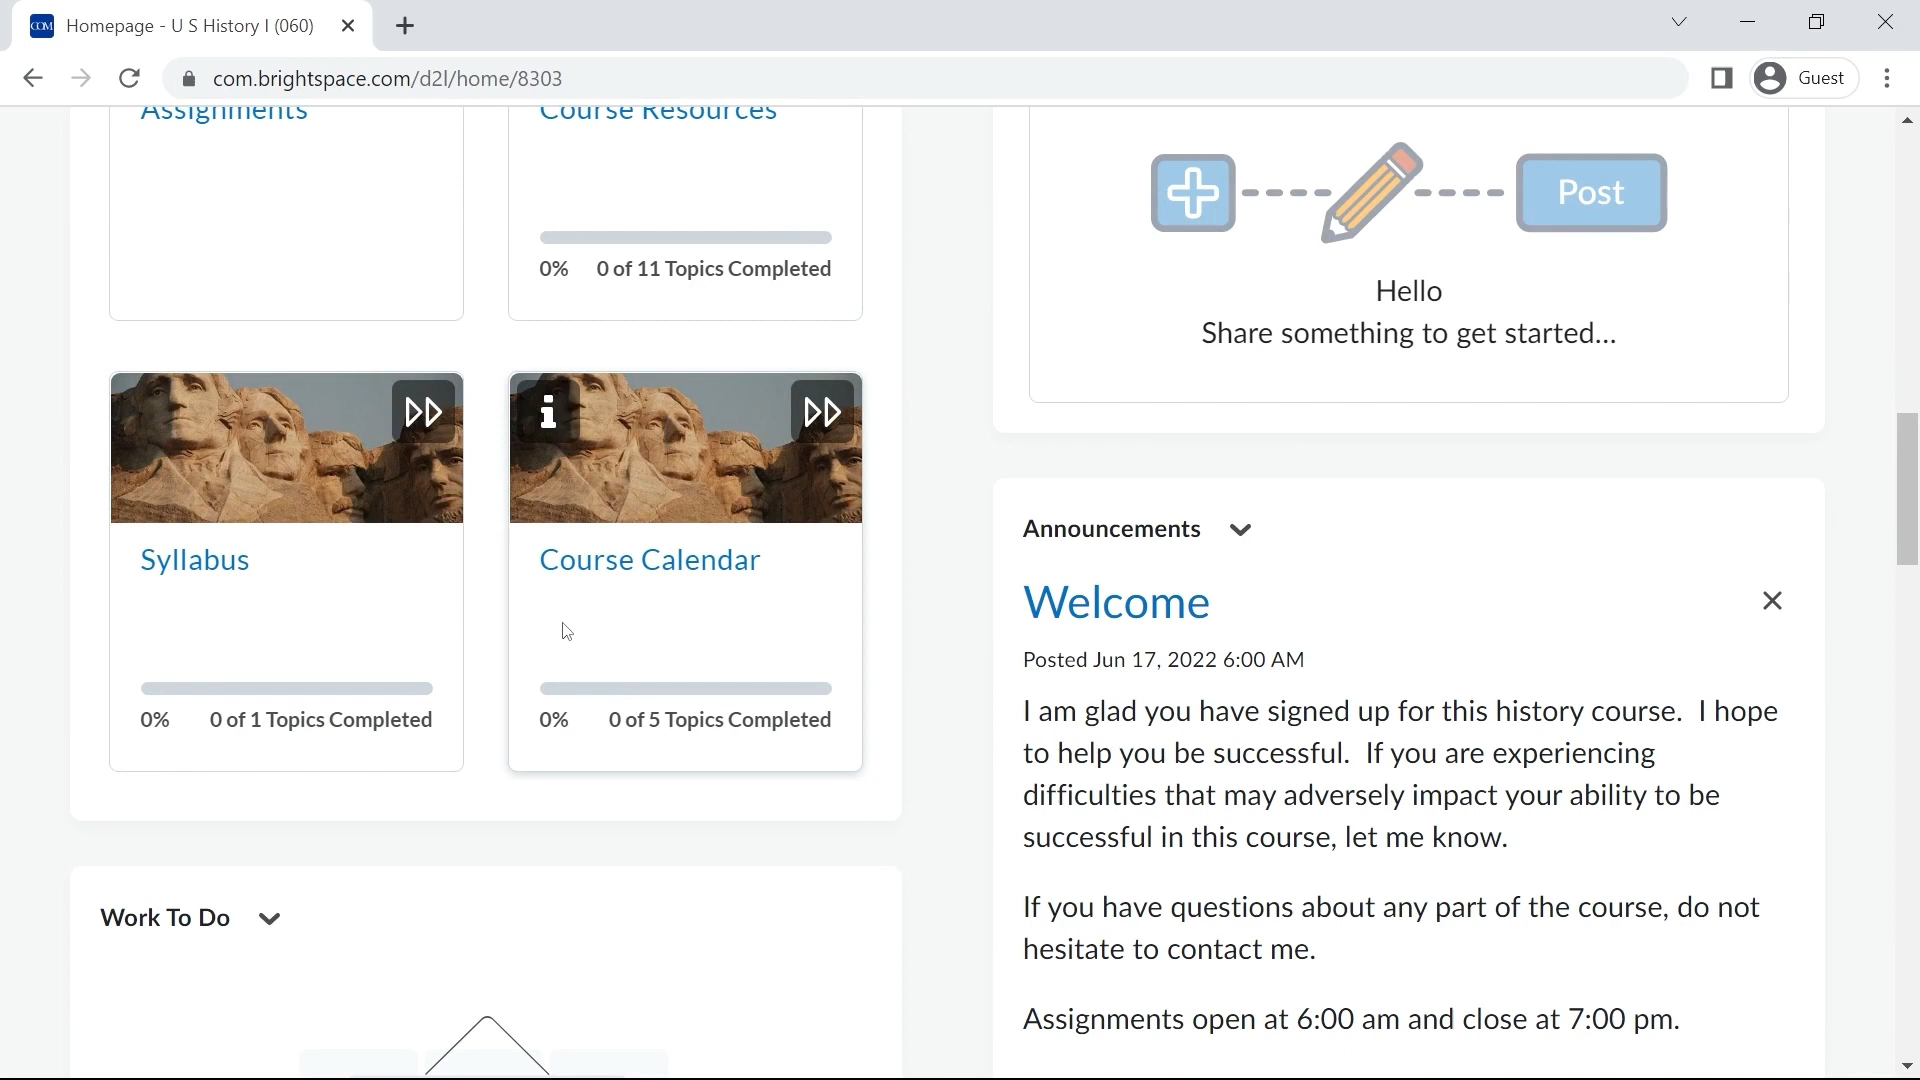 COM
Homepage - U S History I (060)
com.brightspace.com/d2l/home/8303
Guest
Assignments
Course Resources
0% 0 of 11 Topics Completed
Syllabus
0% 0 of 1 Topics Completed
Course Calendar
0% 0 of 5 Topics Completed
Work To Do
Post
Hello
Share something to get started...
Announcements
Welcome
Posted Jun 17, 2022 6:00 AM
I am glad you have signed up for this history course. I hope
to help you be successful. If you are experiencing
difficulties that may adversely impact your ability to be
successful in this course, let me know.
If you have questions about any part of the course, do not
hesitate to contact me.
Assignments open at 6:00 am and close at 7:00 pm.